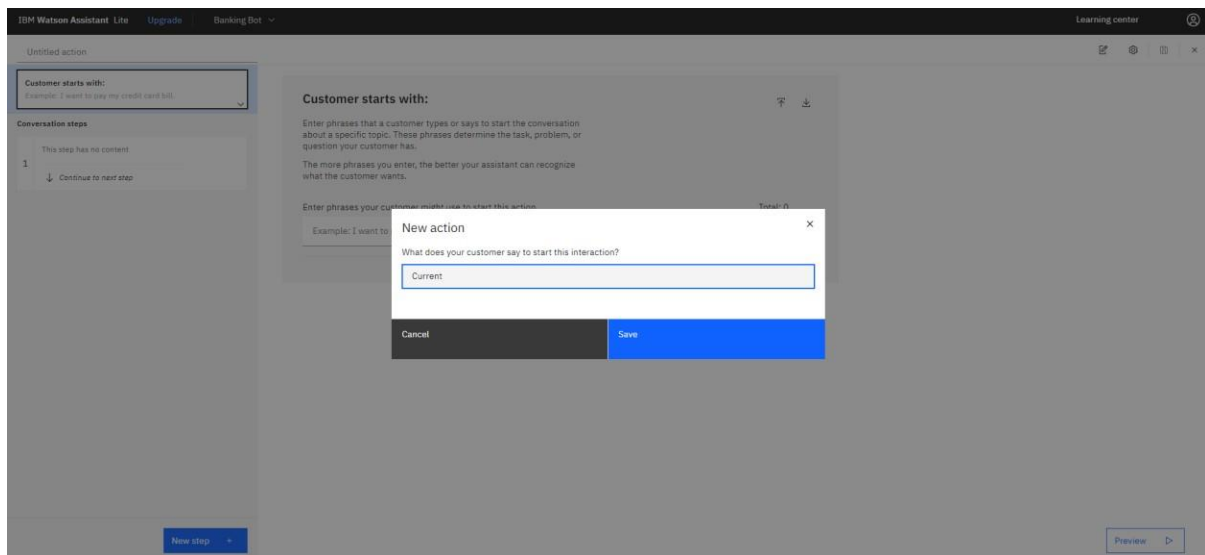 IBM Watson Assistant Lite Upgrade Banking Bot Learning center
Untitled action
Customer starts with:
Example: I want to pay my credit card bill.
Conversation steps
1
This step has no content
Continue to next step
New step +
Customer starts with:
Enter phrases that a customer types or says to start the conversation
about a specific topic. These phrases determine the task, problem, or
question your customer has.
The more phrases you enter, the better your assistant can recognize
what the customer wants.
Enter phrases your customer might use to start this action Total: 0
Example: I want to
New action
What does your customer say to start this interaction?
Current
Cancel Save
Preview